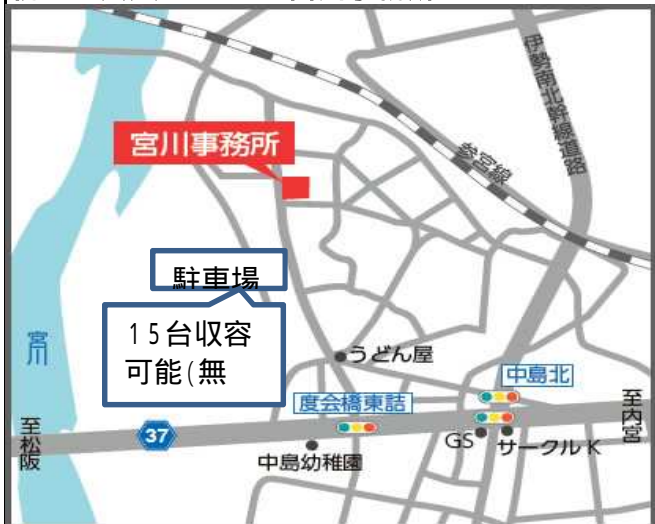 伊勢南北幹線道路
宮川事務所
参宮線
駐車場
15台収容
可能(無
宮川
うどん屋
中島北
度会橋東詰
至内宮
至松阪
37
GS
サークルK
中島幼稚園